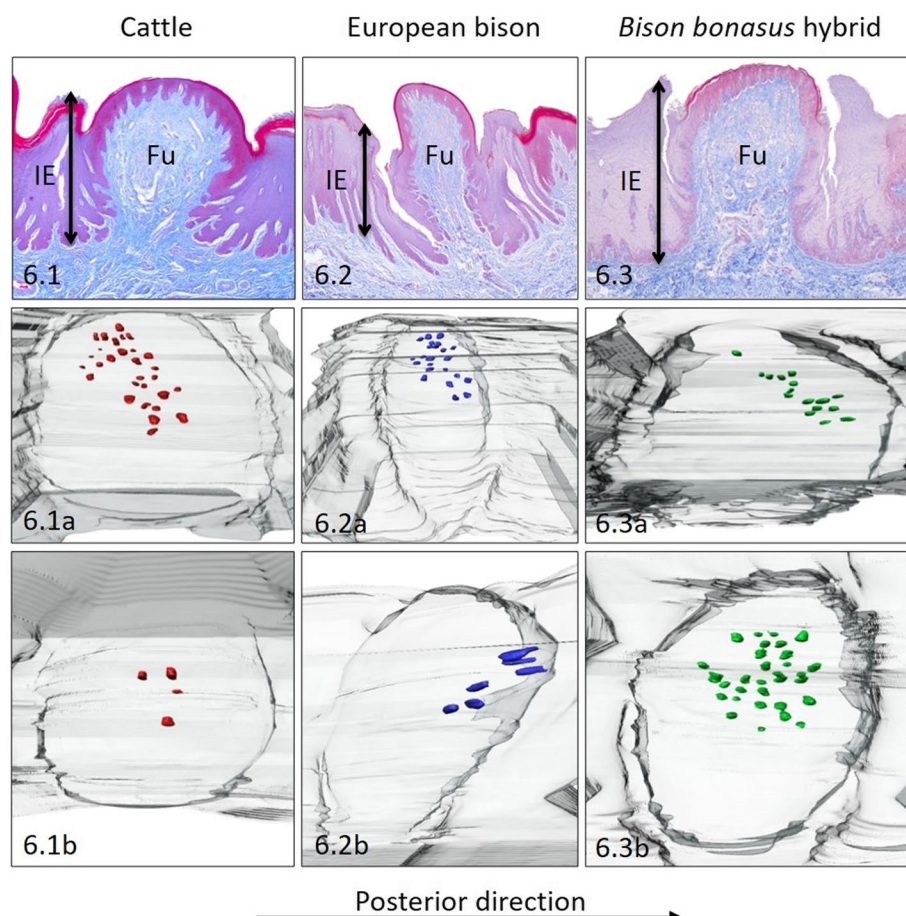 Cattle European bison Bison bonasus hybrid
IE Fu IE Fu IE Fu
6.1 6.2 6.3
6.1a 6.2a 6.3a
6.1b 6.2b 6.3b
Posterior direction